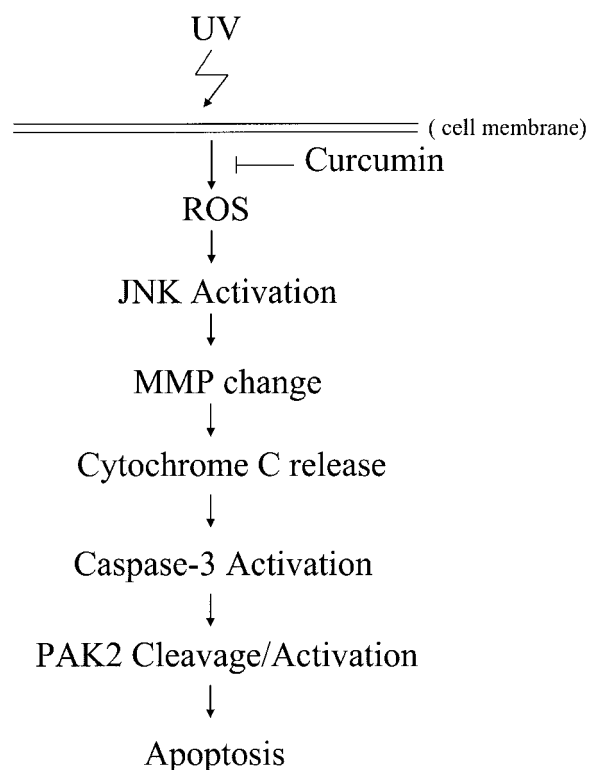 UV
( cell membrane)
Curcumin
ROS
JNK Activation
MMP change
Cytochrome C release
Caspase-3 Activation
PAK2 Cleavage/Activation
Apoptosis